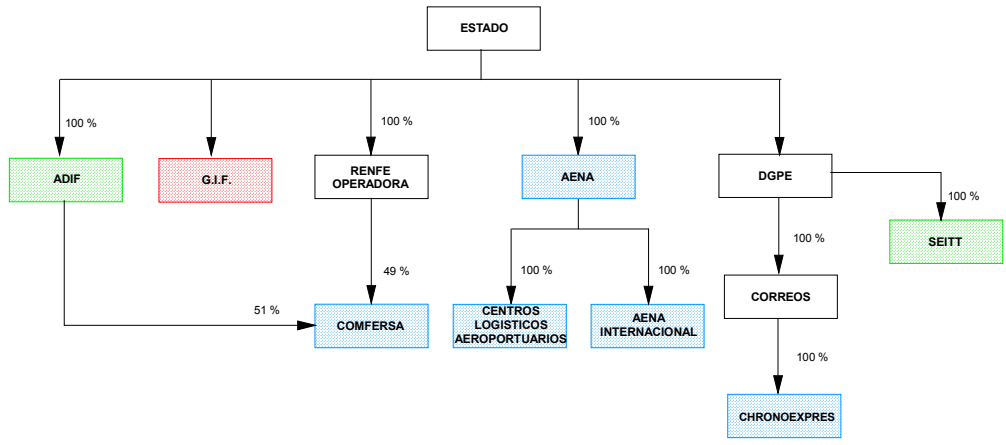 ESTADO
100 %
100 %
100 %
ADIF
G.I.F.
RENFE
OPERADORA
AENA
DGPE
100 %
SEITT
100 %
49 %
100 %
100 %
51 %
COMFERSA
CENTROS
LOGISTICOS
AEROPORTUARIOS
AENA
INTERNACIONAL
CORREOS
100 %
CHRONOEXPRES